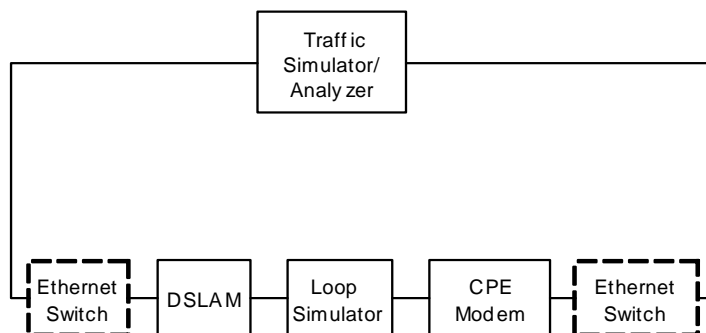 Traffic
Simulator/
Analyzer
Ethernet
Switch
DSLAM
Loop
Simulator
CPE
Modem
Ethernet
Switch